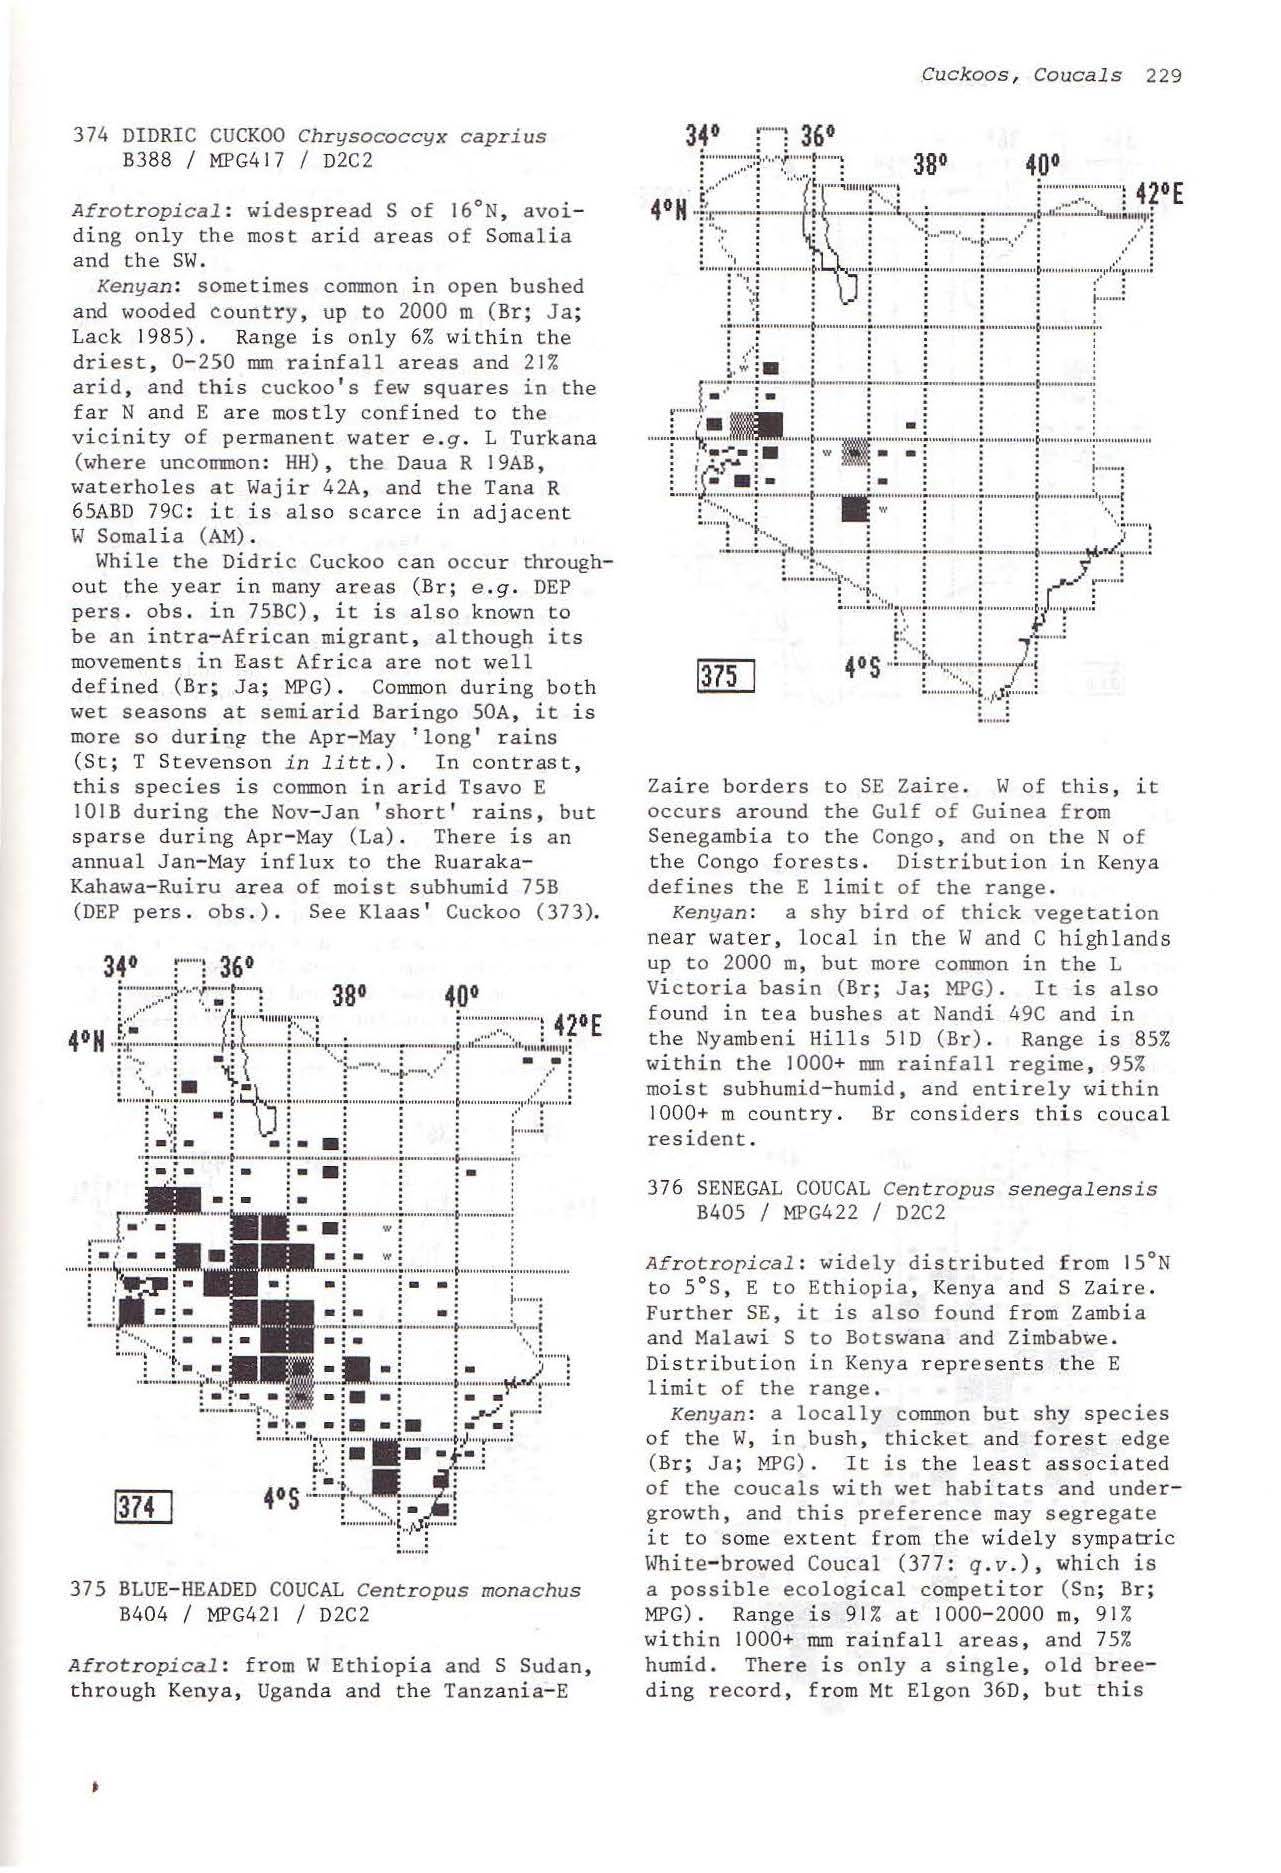 Cuckoos, Coucals 229
374 DIDRIC CUCKOO Chrysococcyx caprius
B388 / MPG417 / D2C2
Afrotropical: widespread S of 16°N, avoi-
ding only the most arid areas of Somalia
and the SW.
Kenyan: sometimes common in open bushed
and wooded country, up to 2000 m (Br; Ja;
Lack 1985). Range is only 6% within the
driest, 0-250 mm rainfall areas and 21%
arid, and this cuckoo's few squares in the
far N and E are mostly confined to the
vicinity of permanent water e.g. L Turkana
(where uncommon: HH), the Daua R 19AB,
waterholes at Wajir 42A, and the Tana R
65ABD 79C: it is also scarce in adjacent
W Somalia (AM).
While the Didric Cuckoo can occur through-
out the year in many areas (Br; e.g. DEP
pers. obs. in 75BC), it is also known to
be an intra-African migrant, although its
movements in East Africa are not well
defined (Br; Ja; MPG). Common during both
wet seasons at semiarid Baringo 50A, it is
more so during the Apr-May 'long' rains
(St; T Stevenson in litt.). In contrast,
this species is common in arid Tsavo E
101B during the Nov-Jan 'short' rains, but
sparse during Apr-May (La). There is an
annual Jan-May influx to the Ruaraka-
Kahawa-Ruiru area of moist subhumid 75B
(DEP pers. obs.). See Klaas' Cuckoo (373).
34° 36°
38° 40°
42°E
4°N
w
w
4°S
374
375 BLUE-HEADED COUCAL Centropus monachus
B404 / MPG421 / D2C2
Afrotropical: from W Ethiopia and S Sudan,
through Kenya, Uganda and the Tanzania-E
34° 36°
38° 40°
42°E
4°N
w
w
w
4°S
375
Zaire borders to SE Zaire. W of this, it
occurs around the Gulf of Guinea from
Senegambia to the Congo, and on the N of
the Congo forests. Distribution in Kenya
defines the E limit of the range.
Kenyan: a shy bird of thick vegetation
near water, local in the W and C highlands
up to 2000 m, but more common in the L
Victoria basin (Br; Ja; MPG). It is also
found in tea bushes at Nandi 49C and in
the Nyambeni Hills 51D (Br). Range is 85%
within the 1000+ mm rainfall regime, 95%
moist subhumid-humid, and entirely within
1000+ m country. Br considers this coucal
resident.
376 SENEGAL COUCAL Centropus senegalensis
B405 / MPG422 / D2C2
Afrotropical: widely distributed from 15°N
to 5°S, E to Ethiopia, Kenya and S Zaire.
Further SE, it is also found from Zambia
and Malawi S to Botswana and Zimbabwe.
Distribution in Kenya represents the E
limit of the range.
Kenyan: a locally common but shy species
of the W, in bush, thicket and forest edge
(Br; Ja; MPG). It is the least associated
of the coucals with wet habitats and under-
growth, and this preference may segregate
it to some extent from the widely sympatric
White-browed Coucal (377: q.v.), which is
a possible ecological competitor (Sn; Br;
MPG). Range is 91% at 1000-2000 m, 91%
within 1000+ mm rainfall areas, and 75%
humid. There is only a single, old bree-
ding record, from Mt Elgon 36D, but this